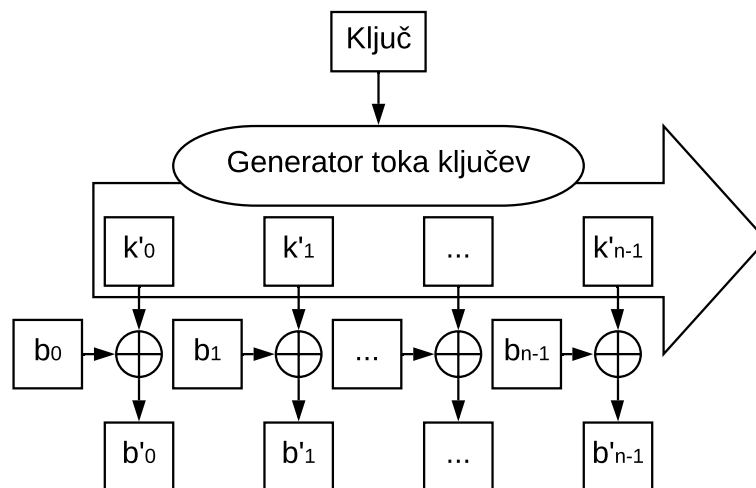 Ključ
Generator toka ključev
k'0 k'1 ... k'n-1
b0 b1 ... bn-1
b'0 b'1 ... b'n-1